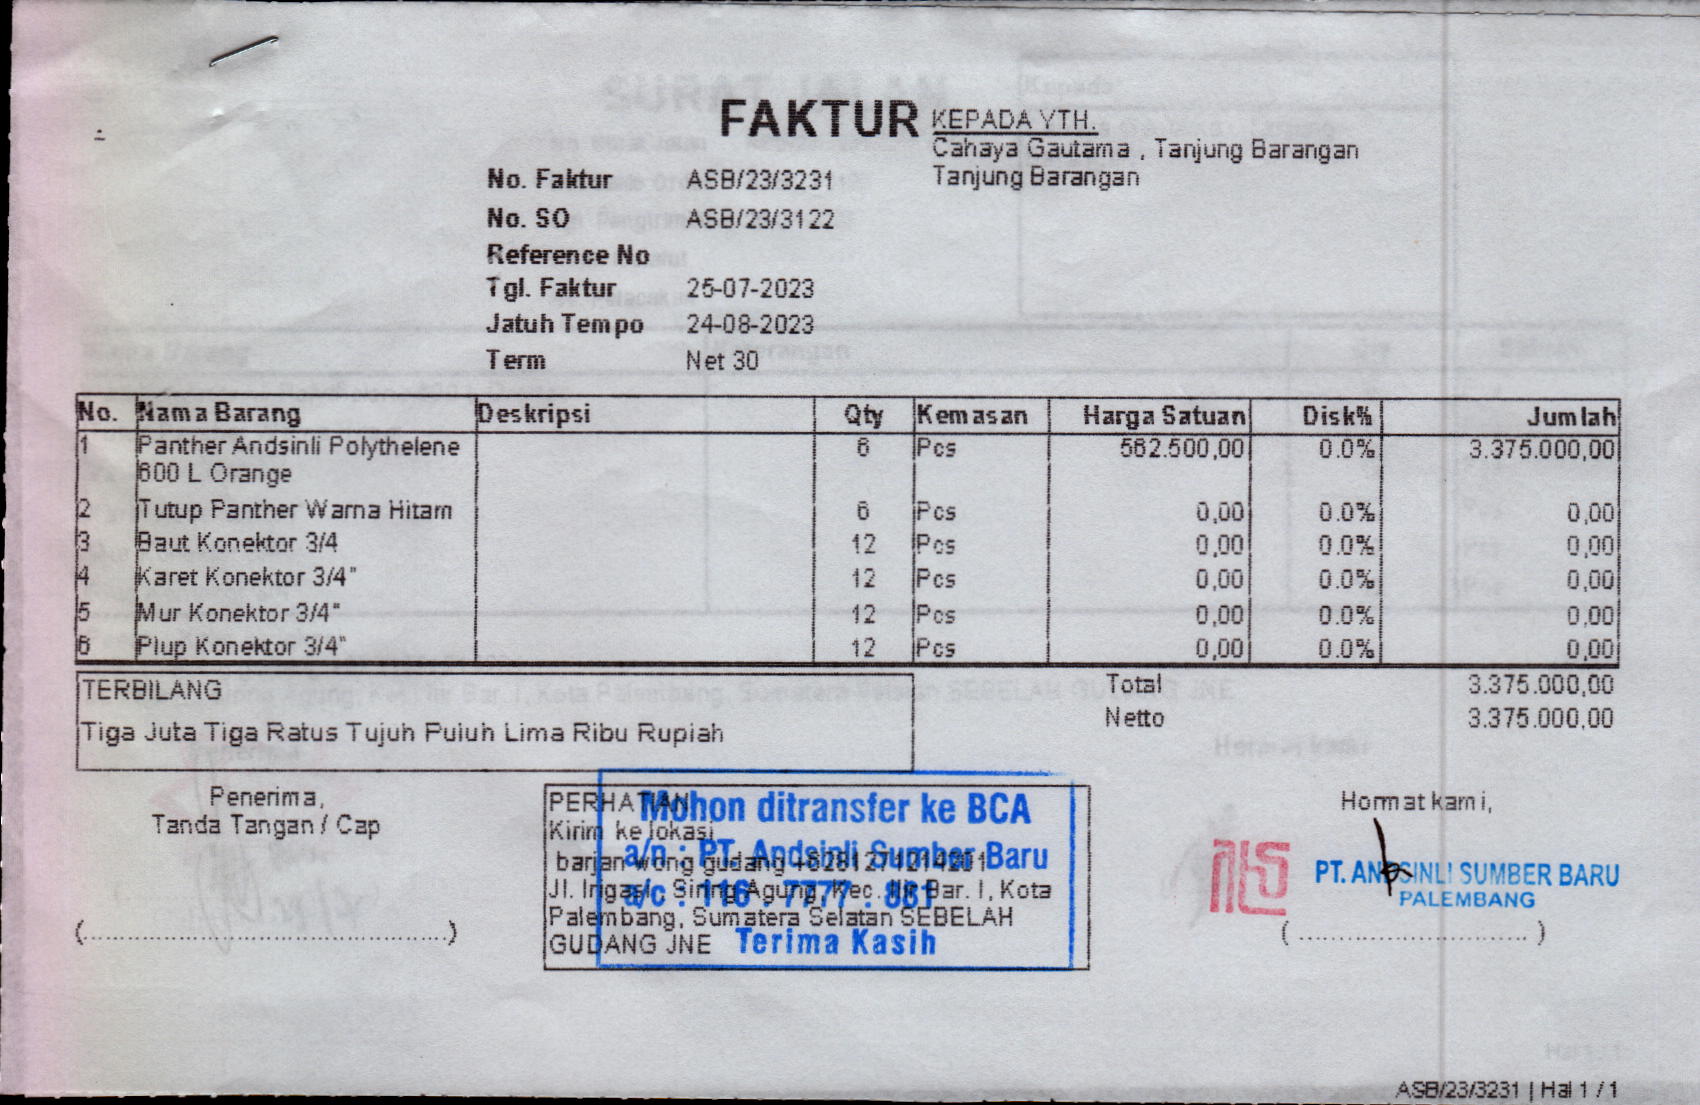 FAKTUR
KEPADA YTH.
Cahaya Gautama , Tanjung Barangan
Tanjung Barangan
No. Faktur ASB/23/3231
No. SO ASB/23/3122
Reference No
Tgl. Faktur 25-07-2023
Jatuh Tempo 24-08-2023
Term Net 30
No. Nama Barang Deskripsi Qty Kemasan Harga Satuan Disk% Jumlah
1 Panther Andsinli Polythelene 6 Pcs 562.500,00 0.0% 3.375.000,00
600 L Orange
2 Tutup Panther Warna Hitam 6 Pcs 0,00 0.0% 0,00
3 Baut Konektor 3/4 12 Pcs 0,00 0.0% 0,00
4 Karet Konektor 3/4" 12 Pcs 0,00 0.0% 0,00
5 Mur Konektor 3/4" 12 Pcs 0,00 0.0% 0,00
6 Plup Konektor 3/4" 12 Pcs 0,00 0.0% 0,00
TERBILANG
Tiga Juta Tiga Ratus Tujuh Puluh Lima Ribu Rupiah
Total 3.375.000,00
Netto 3.375.000,00
Penerima,
Tanda Tangan / Cap
(...........................................)
PERHATIAN
Kirim ke lokasi
barjan wong gudang
Jl. Irigasi, Siring Agung, Kec. Ilir Bar. I, Kota
Palembang, Sumatera Selatan SEBELAH
GUDANG JNE
Mohon ditransfer ke BCA
a/n : PT. Andsinli Sumber Baru
a/c : 116 . 7777 . 881
Terima Kasih
Hormat kami,
PT. ANDSINLI SUMBER BARU
PALEMBANG
( ........................... )
ASB/23/3231 | Hal 1 / 1